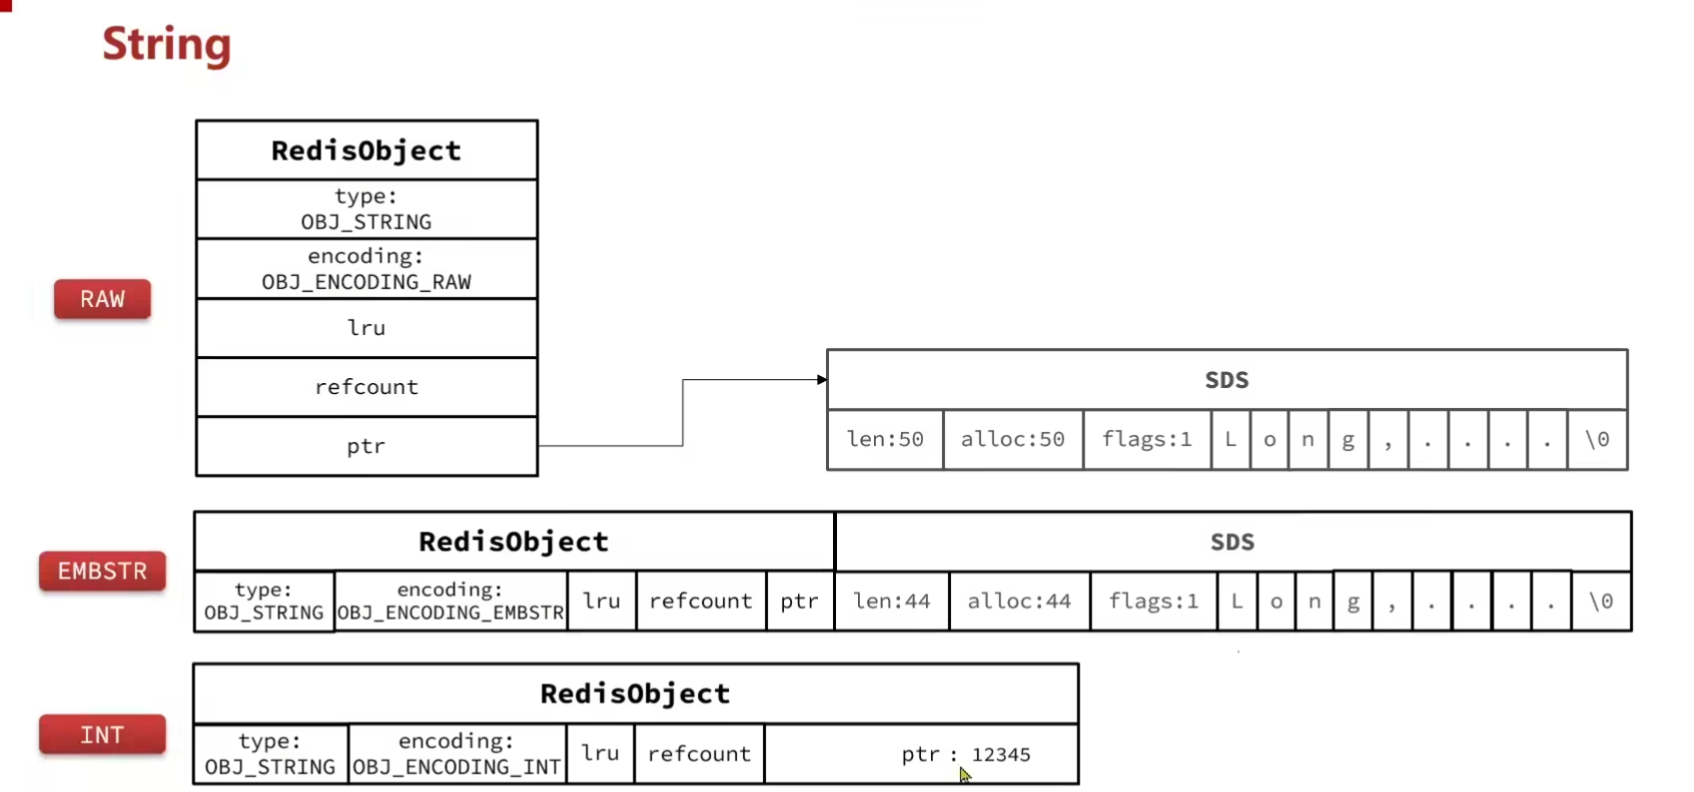 String
RedisObject
type:
OBJ_STRING
encoding:
OBJ_ENCODING_RAW
RAW
lru
refcount
ptr
SDS
len:50 alloc:50 flags:1 L o n g , . . . . \0
RedisObject SDS
EMBSTR
type: encoding:
OBJ_STRING OBJ_ENCODING_EMBSTR lru refcount ptr len:44 alloc:44 flags:1 L o n g , . . . . \0
RedisObject
INT
type: encoding:
OBJ_STRING OBJ_ENCODING_INT lru refcount ptr : 12345